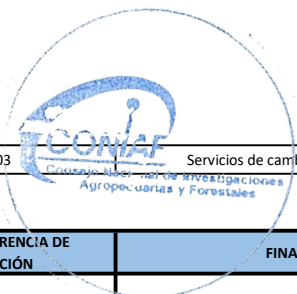 CONIAF
03 Servicios de camb
Consejo Nacional de Investigaciones
Agropecuarias y Forestales
RENCIA DE
CIÓN
FINA